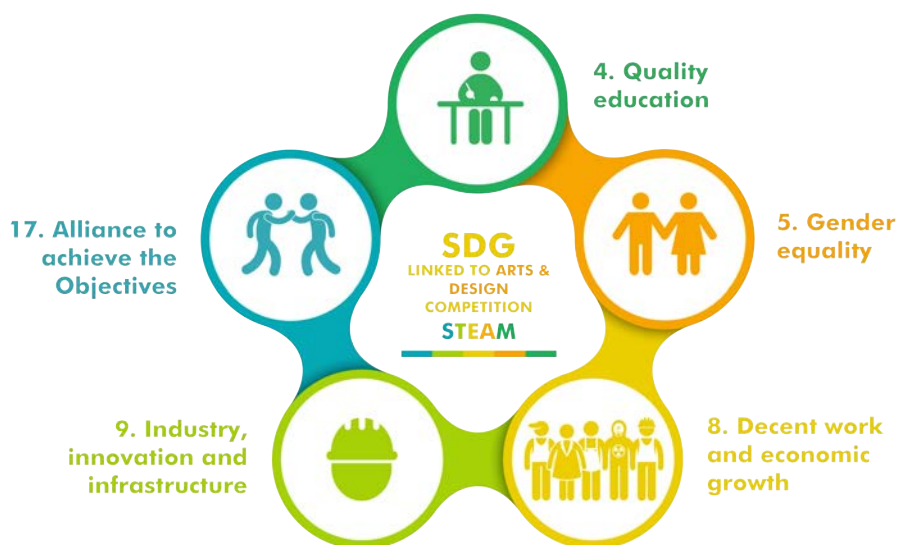 4. Quality
education
5. Gender
equality
8. Decent work
and economic
growth
9. Industry,
innovation and
infrastructure
17. Alliance to
achieve the
Objectives
SDG
LINKED TO ARTS &
DESIGN
COMPETITION
STEAM